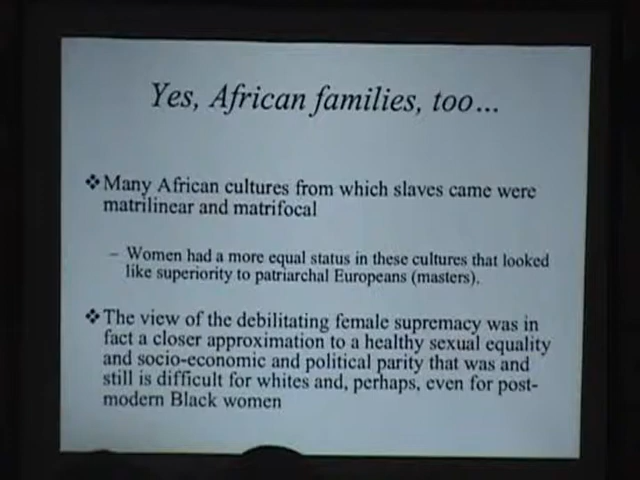 Yes, African families, too...
❖Many African cultures from which slaves came were
matrilinear and matrifocal
– Women had a more equal status in these cultures that looked
like superiority to patriarchal Europeans (masters).
❖The view of the debilitating female supremacy was in
fact a closer approximation to a healthy sexual equality
and socio-economic and political parity that was and
still is difficult for whites and, perhaps, even for post-
modern Black women